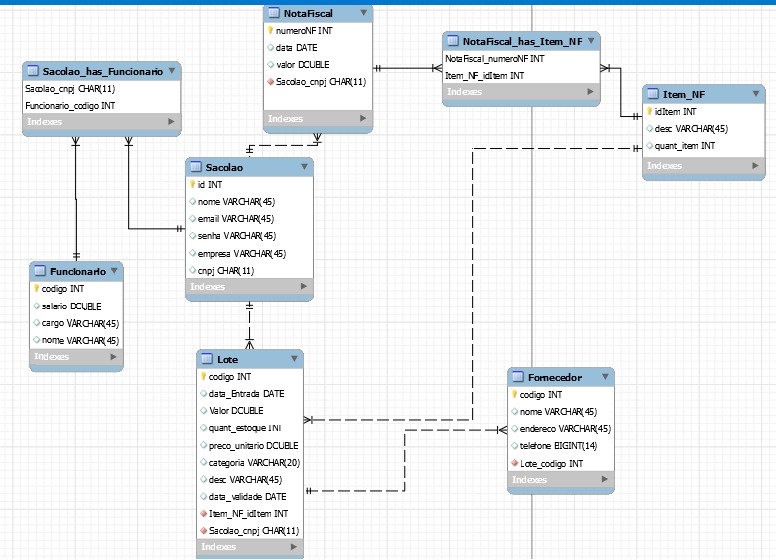 NotaFiscal
numeroNF INT
data DATE
valor DOUBLE
Sacolao_cnpj CHAR(11)
Indexes
NotaFiscal_has_Item_NF
NotaFiscal_numeroNF INT
Item_NF_idItem INT
Indexes
Sacolao_has_Funcionario
Sacolao_cnpj CHAR(11)
Funcionario_codigo INT
Indexes
Item_NF
idItem INT
desc VARCHAR(45)
quant_item INT
Indexes
Sacolao
id INT
nome VARCHAR(45)
email VARCHAR(45)
senha VARCHAR(45)
empresa VARCHAR(45)
cnpj CHAR(11)
Indexes
Funcionario
codigo INT
salario DOUBLE
cargo VARCHAR(45)
nome VARCHAR(45)
Indexes
Lote
codigo INT
data_Entrada DATE
Valor DOUBLE
quant_estoque INT
preco_unitario DOUBLE
categoria VARCHAR(20)
desc VARCHAR(45)
data_validade DATE
Item_NF_idItem INT
Sacolao_cnpj CHAR(11)
Indexes
Fornecedor
codigo INT
nome VARCHAR(45)
endereco VARCHAR(45)
telefone BIGINT(14)
Lote_codigo INT
Indexes